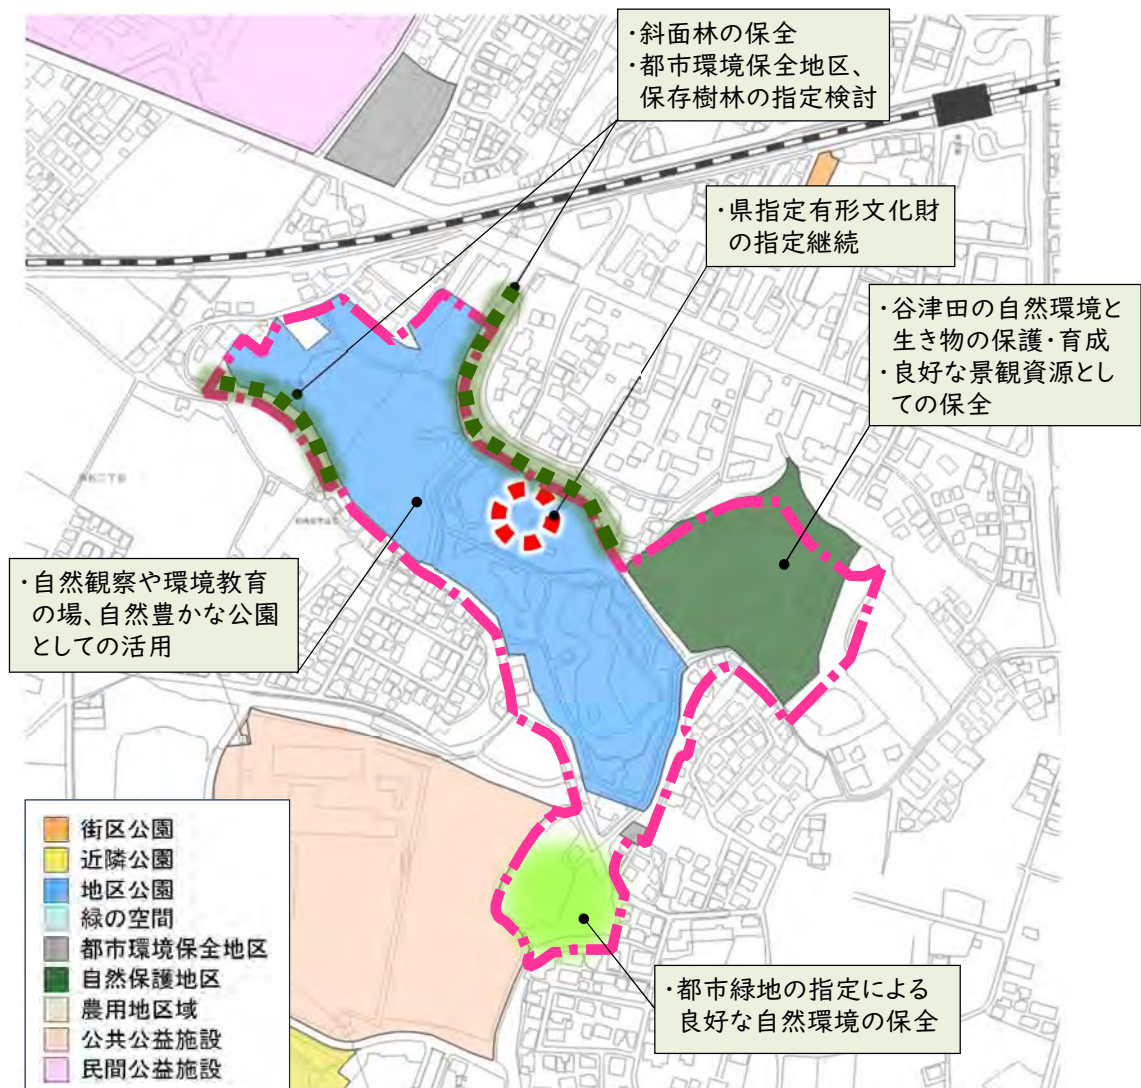 ・斜面林の保全
・都市環境保全地区、
保存樹林の指定検討
・県指定有形文化財
の指定継続
・谷津田の自然環境と
生き物の保護・育成
・良好な景観資源とし
ての保全
・自然観察や環境教育
の場、自然豊かな公園
としての活用
街区公園
近隣公園
地区公園
緑の空間
都市環境保全地区
自然保護地区
農用地区域
公共公益施設
民間公益施設
・都市緑地の指定による
良好な自然環境の保全